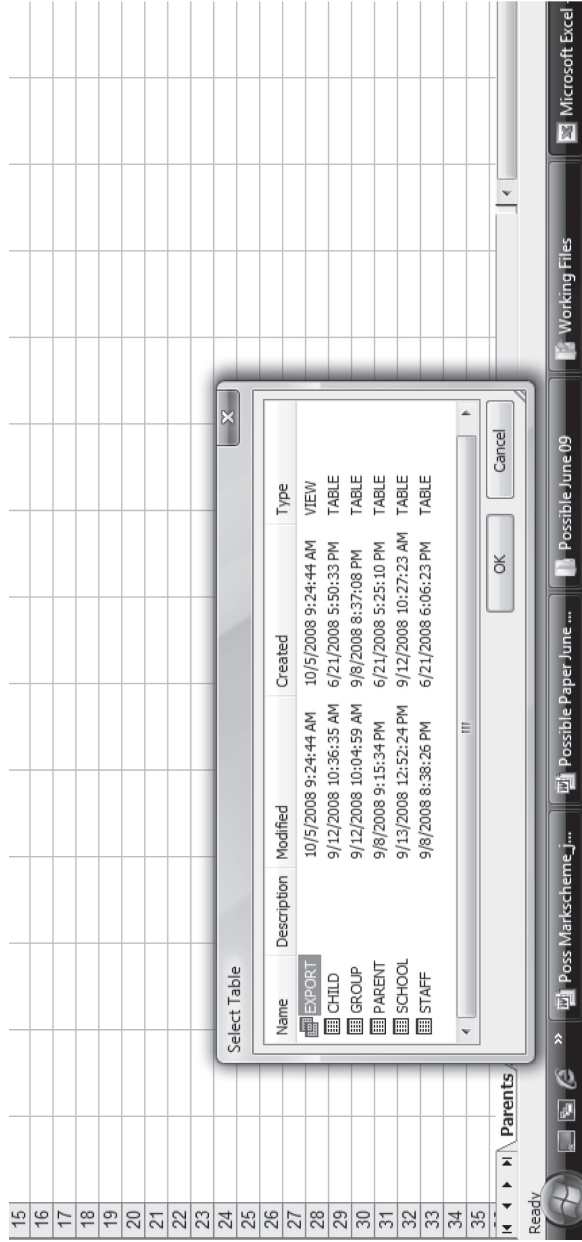 15
16
17
18
19
20
21
22
23
24
25
26
27
28
29
30
31
32
33
34
35
Select Table
Name Description Modified Created Type
EXPORT 10/5/2008 9:24:44 AM 10/5/2008 9:24:44 AM VIEW
CHILD 9/12/2008 10:36:35 AM 6/21/2008 5:50:33 PM TABLE
GROUP 9/12/2008 10:04:59 AM 9/8/2008 8:37:08 PM TABLE
PARENT 9/8/2008 9:15:34 PM 6/21/2008 5:25:10 PM TABLE
SCHOOL 9/13/2008 12:52:24 PM 9/12/2008 10:27:23 AM TABLE
STAFF 9/8/2008 8:38:26 PM 6/21/2008 6:06:23 PM TABLE
OK Cancel
Parents
Ready
Poss Markscheme_j... Possible Paper June ... Possible June 09 Working Files Microsoft Excel -